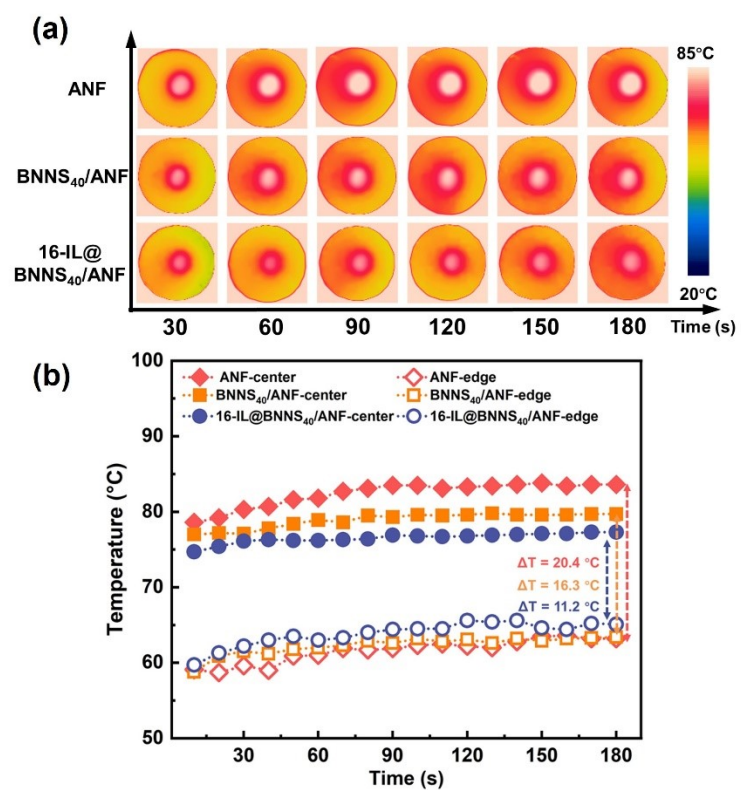 (a)
85°C
ANF
BNNS₄₀/ANF
16-IL@
BNNS₄₀/ANF
20°C
30 60 90 120 150 180 Time (s)
(b)
100
90
80
70
60
50
Temperature (°C)
ANF-center ANF-edge
BNNS₄₀/ANF-center BNNS₄₀/ANF-edge
16-IL@BNNS₄₀/ANF-center 16-IL@BNNS₄₀/ANF-edge
ΔT = 20.4 °C
ΔT = 16.3 °C
ΔT = 11.2 °C
30 60 90 120 150 180
Time (s)